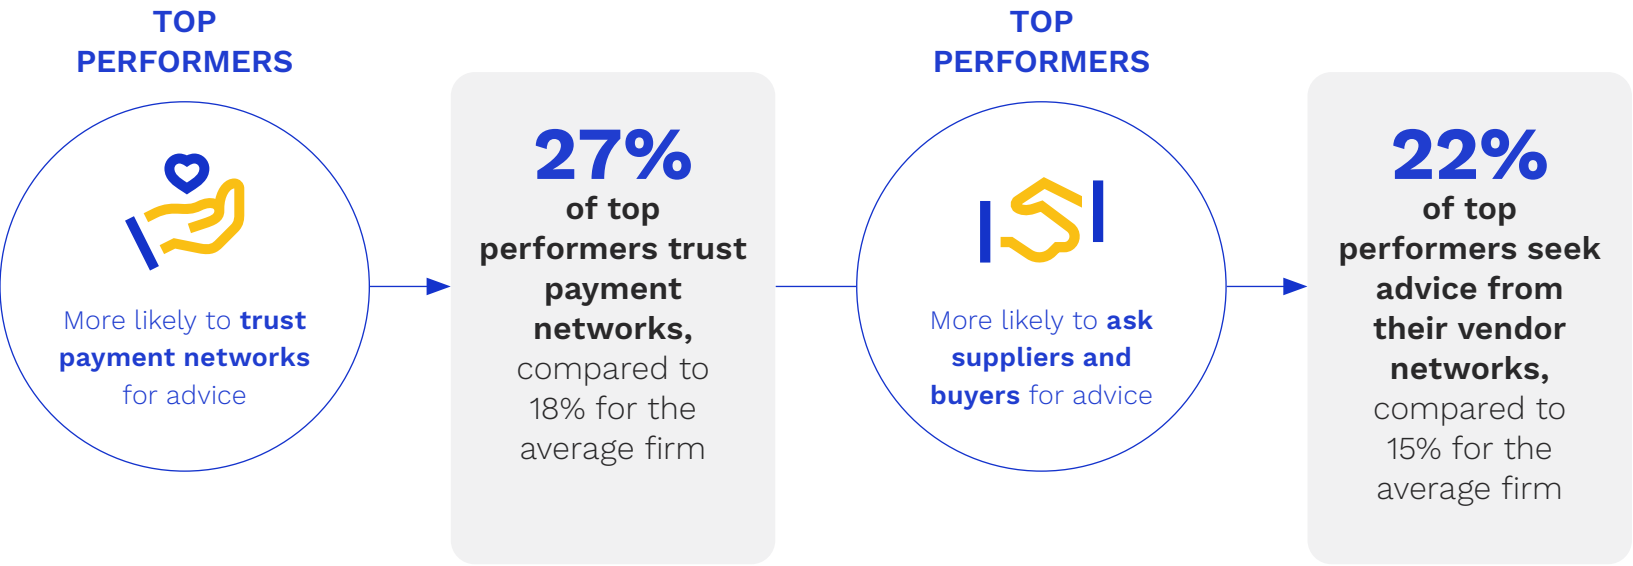 TOP
PERFORMERS
More likely to trust
payment networks
for advice
27%
of top
performers trust
payment
networks,
compared to
18% for the
average firm
TOP
PERFORMERS
More likely to ask
suppliers and
buyers for advice
22%
of top
performers seek
advice from
their vendor
networks,
compared to
15% for the
average firm